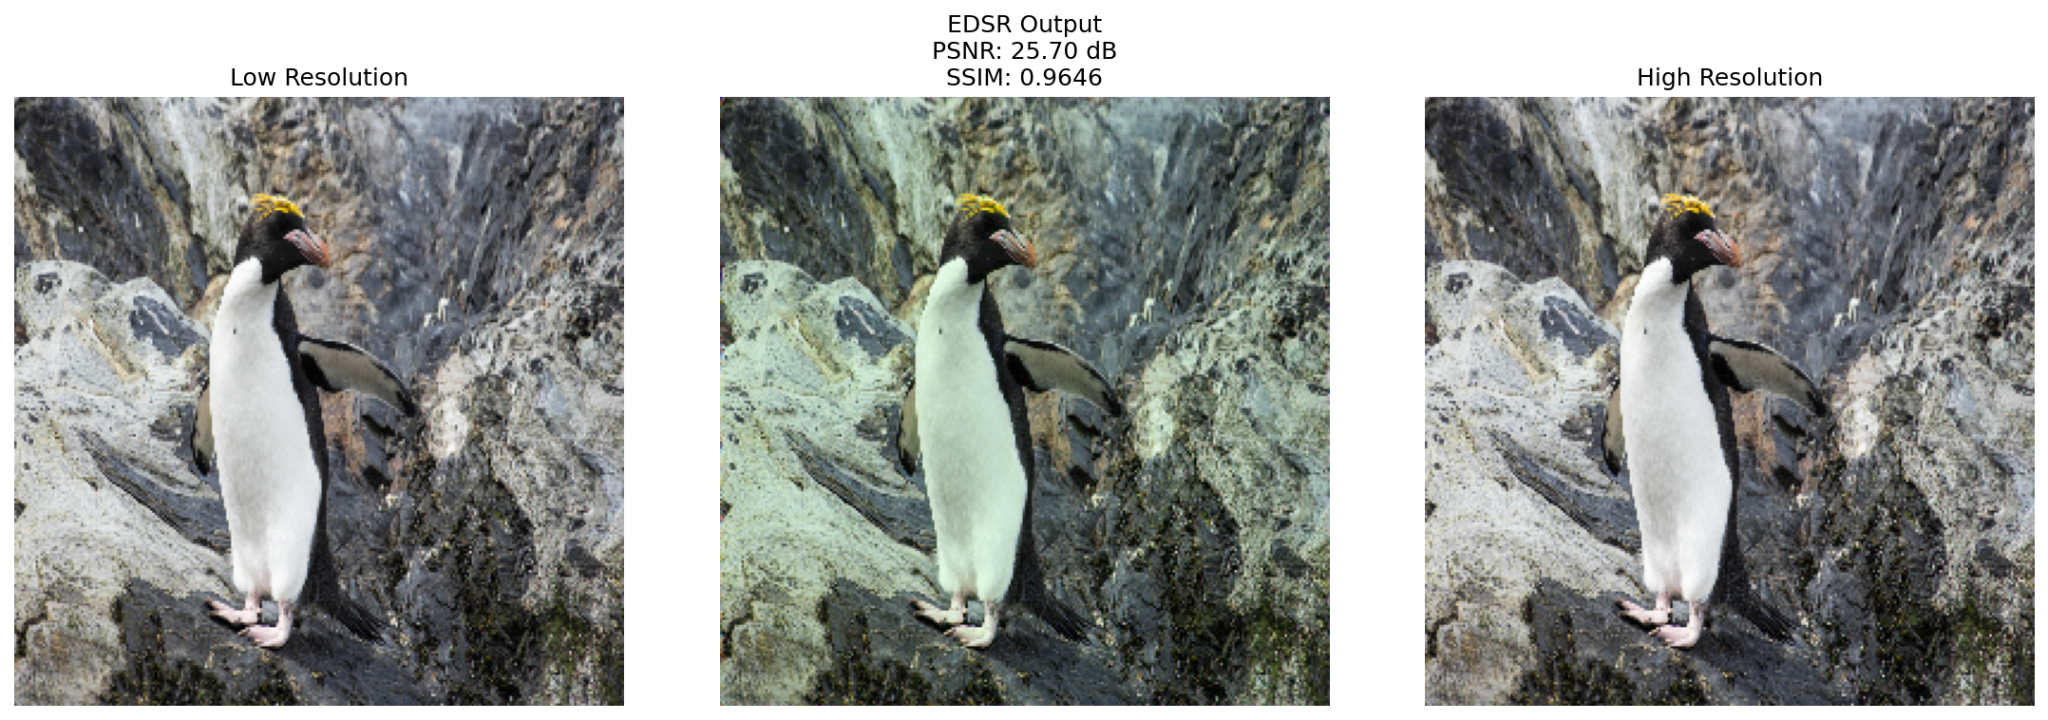 Low Resolution
EDSR Output
PSNR: 25.70 dB
SSIM: 0.9646
High Resolution